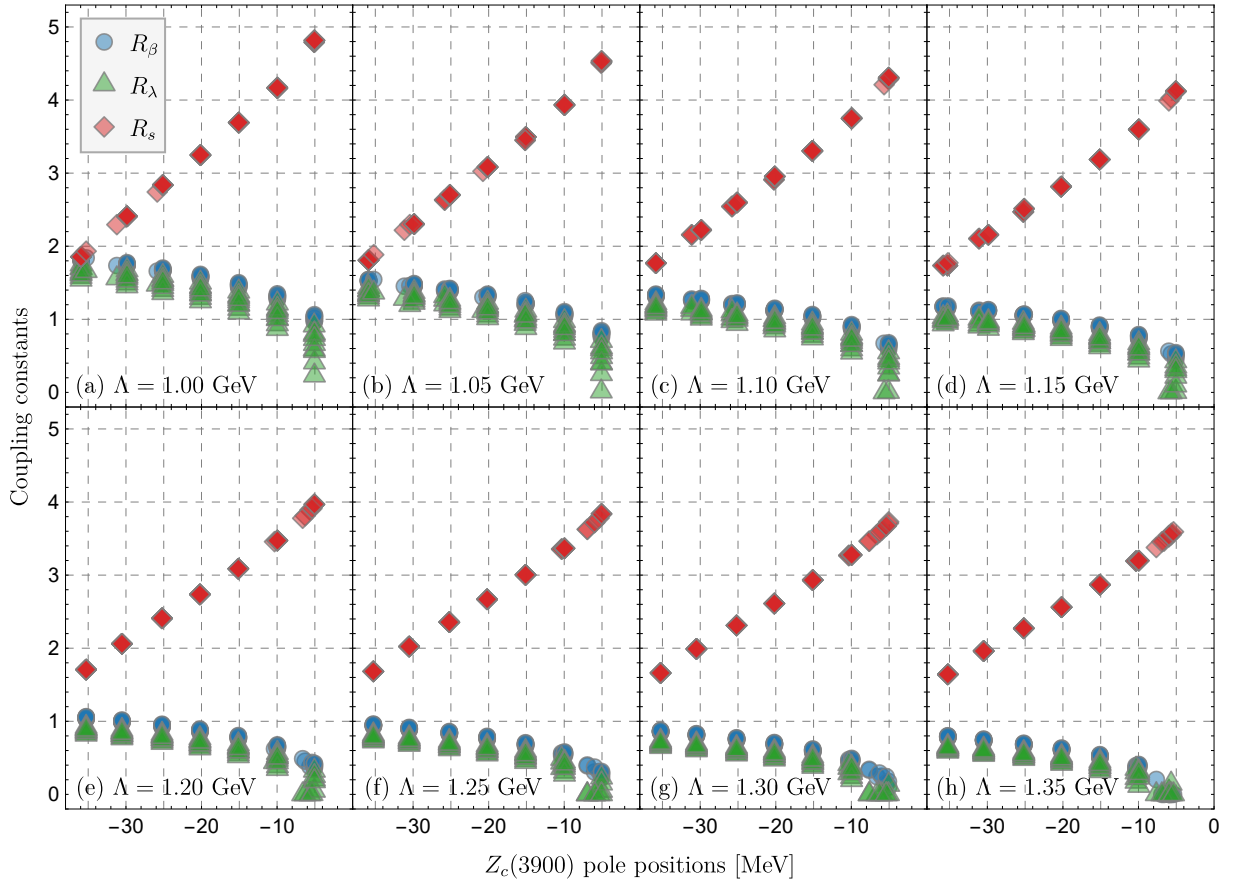 5
4
3
2
1
0
R_β
R_λ
R_s
(a) Λ = 1.00 GeV
(b) Λ = 1.05 GeV
(c) Λ = 1.10 GeV
(d) Λ = 1.15 GeV
Coupling constants
5
4
3
2
1
0
(e) Λ = 1.20 GeV
(f) Λ = 1.25 GeV
(g) Λ = 1.30 GeV
(h) Λ = 1.35 GeV
−30 −20 −10 −30 −20 −10 −30 −20 −10 −30 −20 −10 0
Z_c(3900) pole positions [MeV]